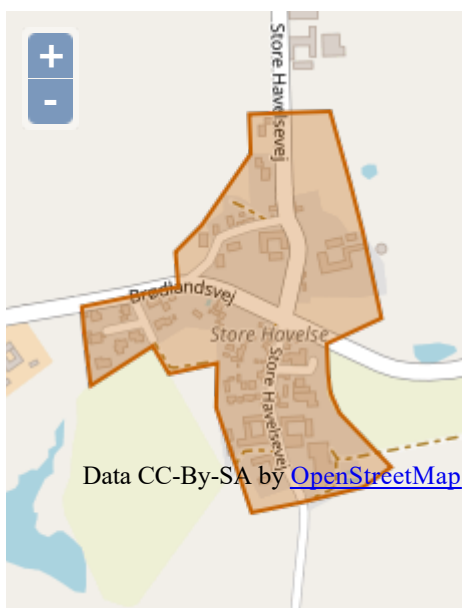 +
-
Store Havelsevej
Brødlandsvej
Store Havelse
Store Havelsevej
Data CC-By-SA by OpenStreetMap